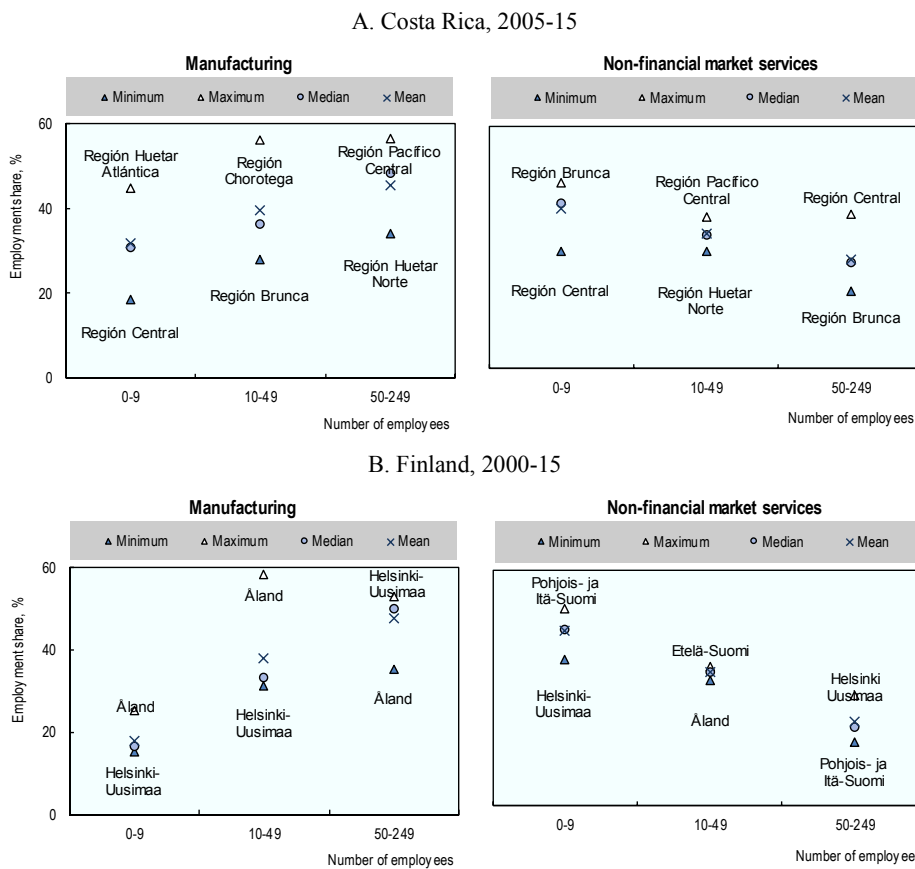 A. Costa Rica, 2005-15
Manufacturing
Minimum Maximum Median Mean
Employment share, %
60
40
20
0
Región Huetar
Atlántica
Región
Chorotega
Región Pacífico
Central
Región Central
Región Brunca
Región Huetar
Norte
0-9 10-49 50-249
Number of employees
Non-financial market services
Minimum Maximum Median Mean
Región Brunca
Región Pacífico
Central
Región Central
Región Central
Región Huetar
Norte
Región Brunca
0-9 10-49 50-249
Number of employees
B. Finland, 2000-15
Manufacturing
Minimum Maximum Median Mean
Employment share, %
60
40
20
0
Åland
Åland
Helsinki-
Uusimaa
Helsinki-
Uusimaa
Helsinki-
Uusimaa
Åland
0-9 10-49 50-249
Number of employees
Non-financial market services
Minimum Maximum Median Mean
Pohjois- ja
Itä-Suomi
Etelä-Suomi
Helsinki
Uusimaa
Helsinki-
Uusimaa
Åland
Pohjois- ja
Itä-Suomi
0-9 10-49 50-249
Number of employee